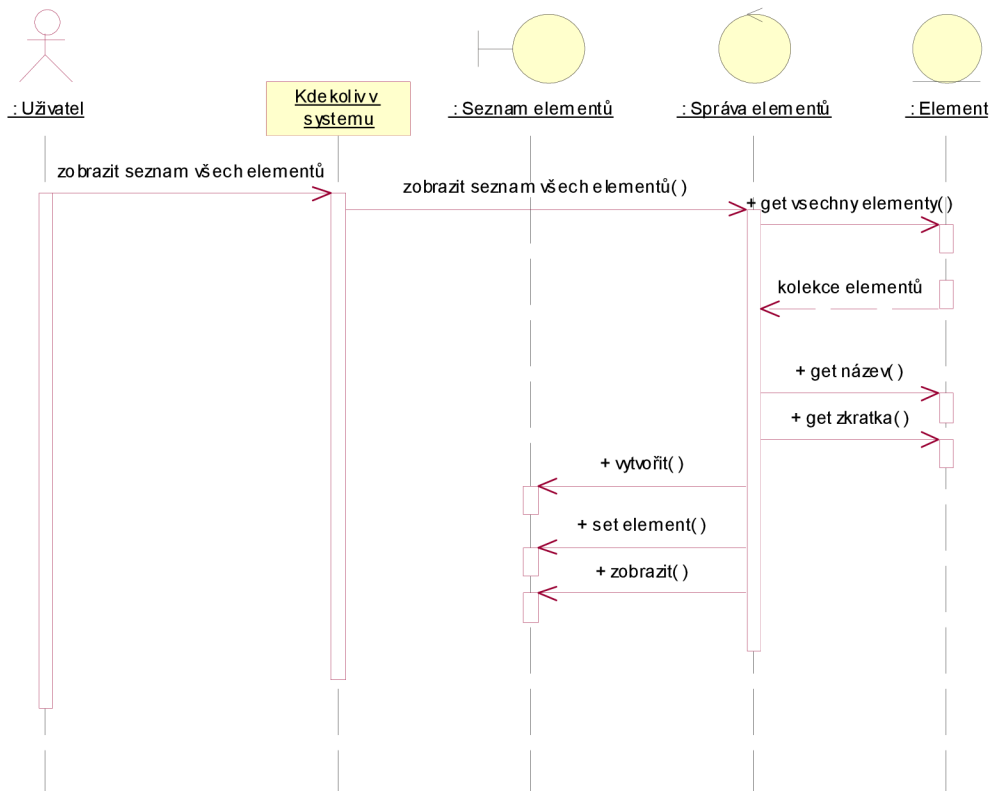 : Uživatel
Kdekoliv v
systemu
: Seznam elementů
: Správa elementů
: Element
zobrazit seznam všech elementů
zobrazit seznam všech elementů( )
+ get vsechny elementy( )
kolekce elementů
+ get název( )
+ get zkratka( )
+ vytvořit( )
+ set element( )
+ zobrazit( )